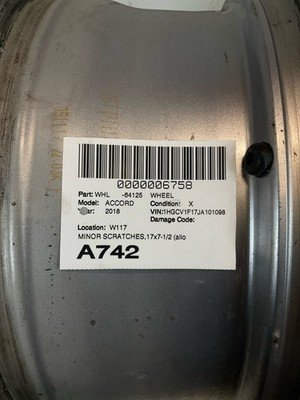 0000006758
Part: WHL -64125 WHEEL
Model: ACCORD Condition: X
ar: 2018 VIN:1HGCV1F17JA101098
Damage Code:
Location: W117
MINOR SCRATCHES,17x7-1/2 (allo
A742